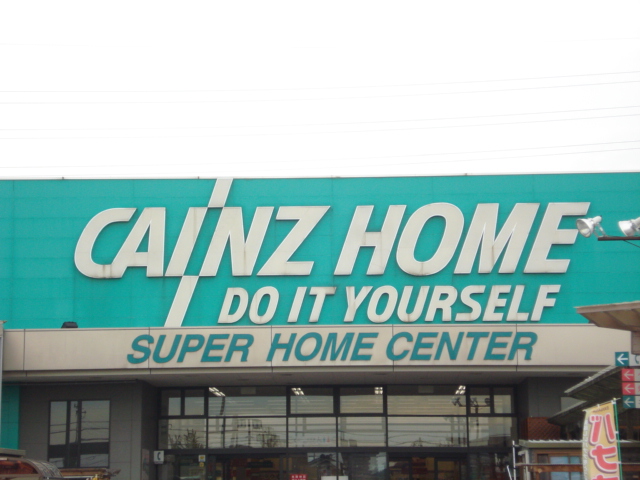 CAINZ HOME
DO IT YOURSELF
SUPER HOME CENTER